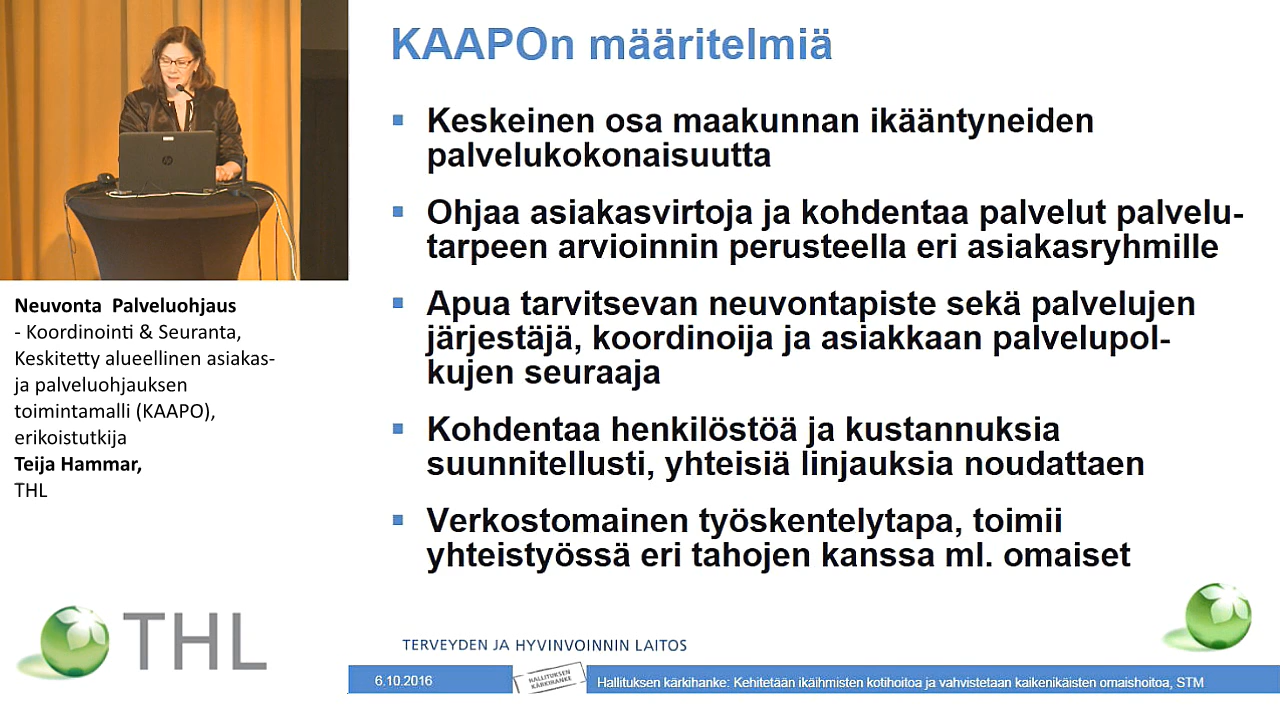 KAAPOn määritelmiä
Keskeinen osa maakunnan ikääntyneiden
palvelukokonaisuutta
Ohjaa asiakasvirtoja ja kohdentaa palvelut palvelu-
tarpeen arvioinnin perusteella eri asiakasryhmille
Apua tarvitsevan neuvontapiste sekä palvelujen
järjestäjä, koordinoija ja asiakkaan palvelupol-
kujen seuraaja
Kohdentaa henkilöstöä ja kustannuksia
suunnitellusti, yhteisiä linjauksia noudattaen
Verkostomainen työskentelytapa, toimii
yhteistyössä eri tahojen kanssa ml. omaiset
Neuvonta Palveluohjaus
- Koordinointi & Seuranta,
Keskitetty alueellinen asiakas-
ja palveluohjauksen
toimintamalli (KAAPO),
erikoistutkija
Teija Hammar,
THL
THL
TERVEYDEN JA HYVINVOINNIN LAITOS
6.10.2016
HALLITUKSEN
KÄRKIHANKE
Hallituksen kärkihanke: Kehitetään ikäihmisten kotihoitoa ja vahvistetaan kaikenikäisten omaishoitoa, STM
hp